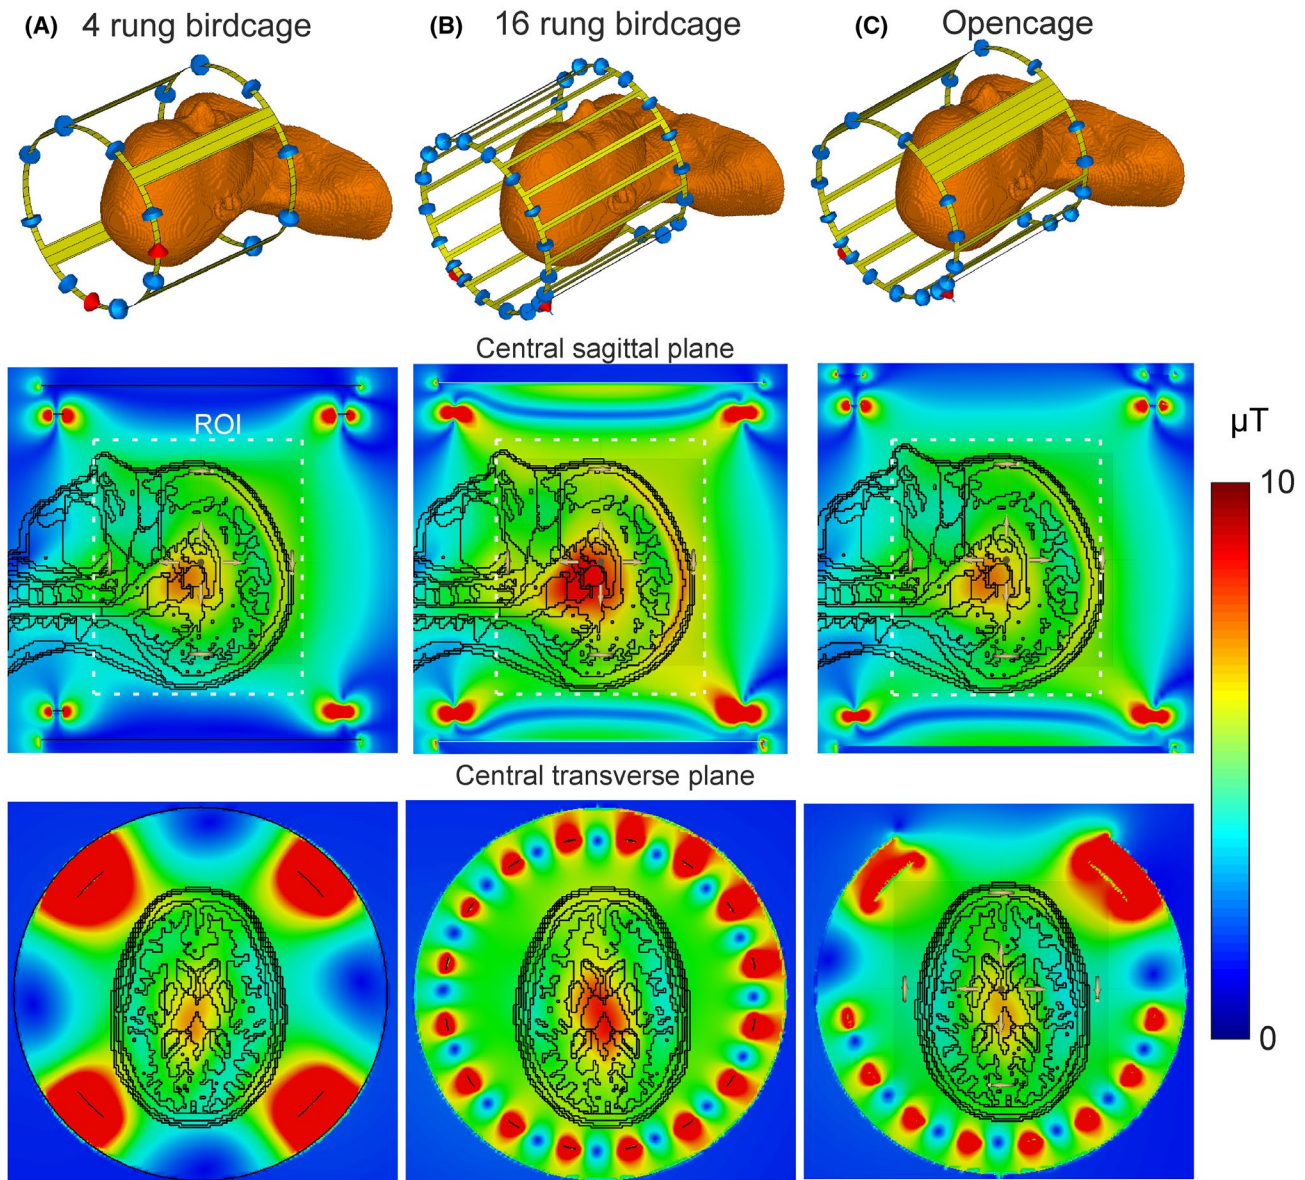 (A) 4 rung birdcage
(B) 16 rung birdcage
(C) Opencage
Central sagittal plane
ROI
µT
10
0
Central transverse plane